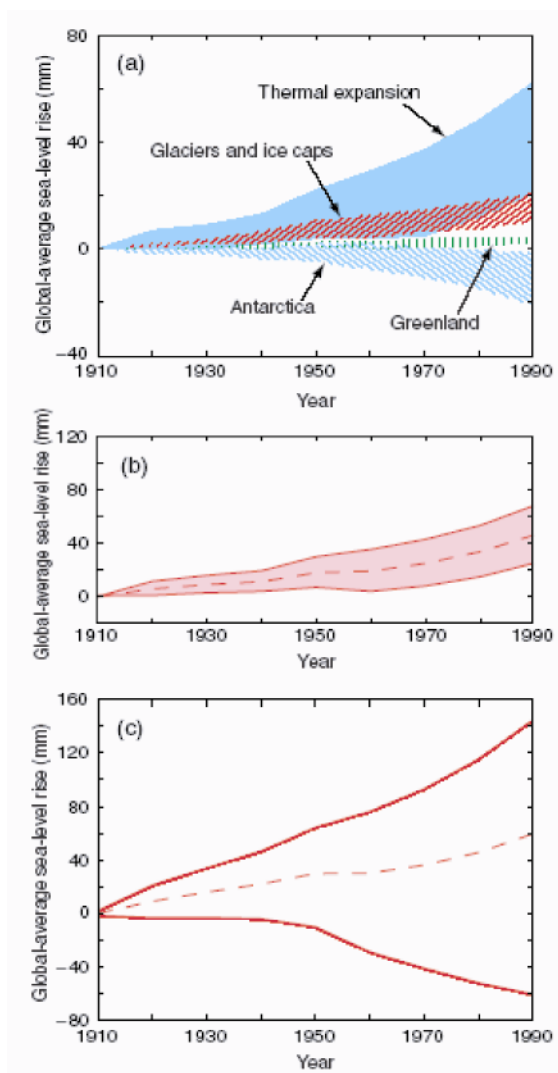 Global-average sea-level rise (mm)
80
40
0
−40
(a)
Thermal expansion
Glaciers and ice caps
Antarctica
Greenland
1910 1930 1950 1970 1990
Year
Global-average sea-level rise (mm)
120
80
40
0
(b)
1910 1930 1950 1970 1990
Year
Global-average sea-level rise (mm)
160
120
80
40
0
−40
−80
(c)
1910 1930 1950 1970 1990
Year